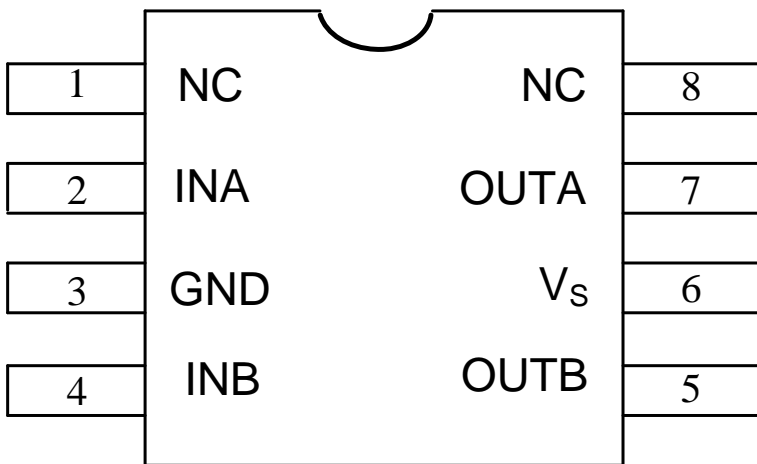 1 NC NC 8
2 INA OUTA 7
3 GND VS 6
4 INB OUTB 5